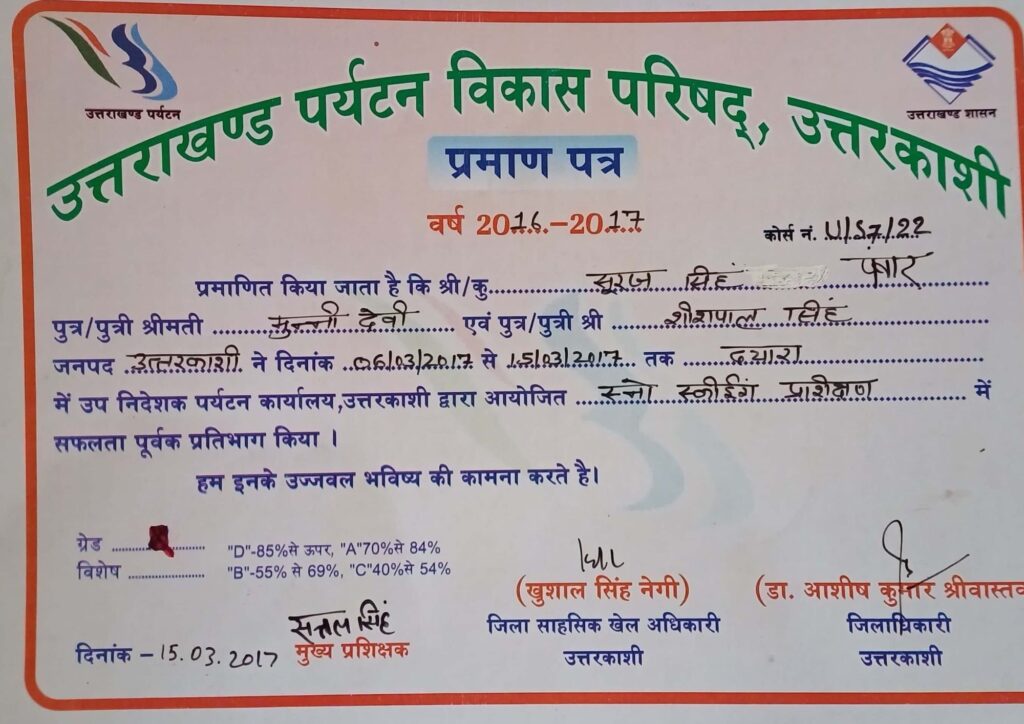 उत्तराखण्ड पर्यटन
उत्तराखण्ड शासन
उत्तराखण्ड पर्यटन विकास परिषद्, उत्तरकाशी
प्रमाण पत्र
वर्ष 2016-2017
कोर्स नं. U/S7/22
प्रमाणित किया जाता है कि श्री/कु. सूरज सिंह पंवार
पुत्र/पुत्री श्रीमती मुन्नी देवी एवं पुत्र/पुत्री श्री शीशपाल सिंह
जनपद उत्तरकाशी ने दिनांक 06/03/2017 से 15/03/2017 तक दयारा
में उप निदेशक पर्यटन कार्यालय,उत्तरकाशी द्वारा आयोजित स्नो स्कीइंग प्रशिक्षण में
सफलता पूर्वक प्रतिभाग किया ।
हम इनके उज्जवल भविष्य की कामना करते है।
ग्रेड "D"-85%से ऊपर, "A"70%से 84%
विशेष "B"-55% से 69%, "C"40%से 54%
(खुशाल सिंह नेगी) (डा. आशीष कुमार श्रीवास्तव
सिंह जिला साहसिक खेल अधिकारी जिलाधिकारी
दिनांक -15.03.2017 मुख्य प्रशिक्षक उत्तरकाशी उत्तरकाशी